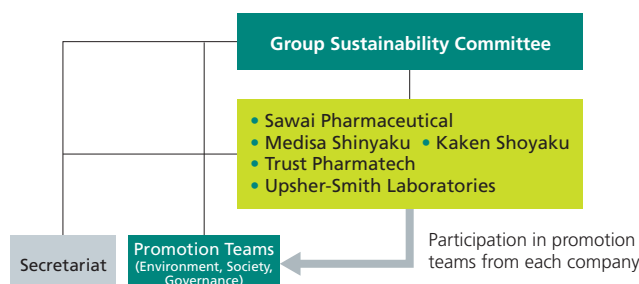 Group Sustainability Committee
• Sawai Pharmaceutical
• Medisa Shinyaku • Kaken Shoyaku
• Trust Pharmatech
• Upsher-Smith Laboratories
Secretariat
Promotion Teams
(Environment, Society,
Governance)
Participation in promotion
teams from each company